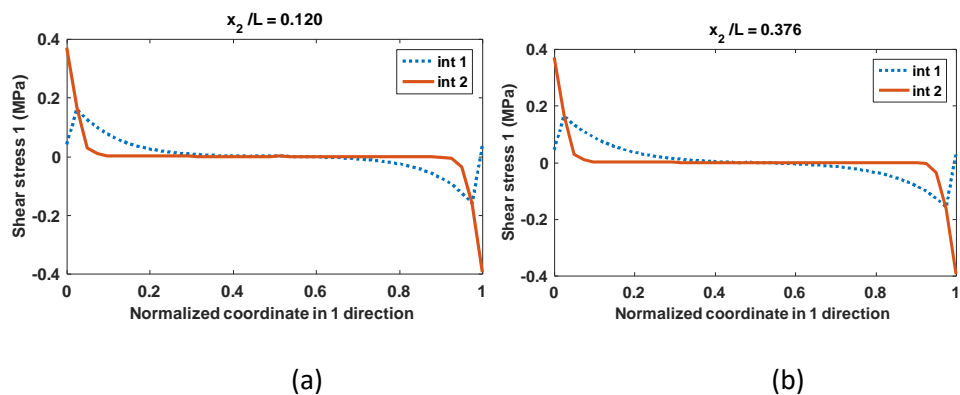 x2/L = 0.120
0.4
0.2
0
-0.2
-0.4
Shear stress 1 (MPa)
int 1
int 2
0
0.2
0.4
0.6
0.8
1
Normalized coordinate in 1 direction
(a)
x2/L = 0.376
0.4
0.2
0
-0.2
-0.4
Shear stress 1 (MPa)
int 1
int 2
0
0.2
0.4
0.6
0.8
1
Normalized coordinate in 1 direction
(b)